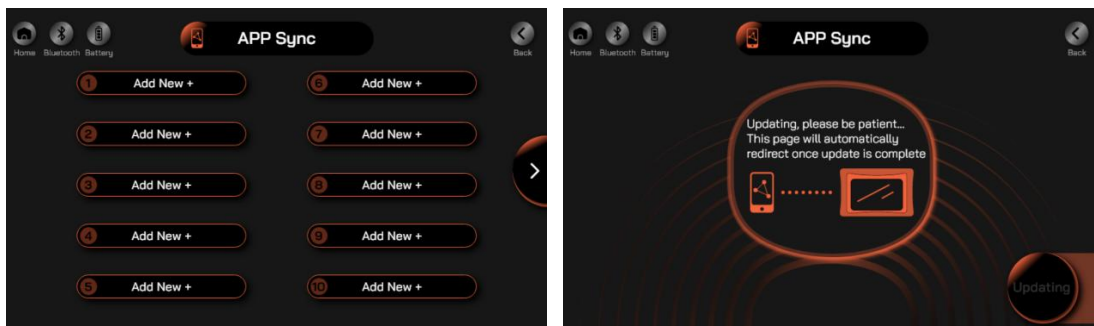 APP Sync
Home Bluetooth Battery
Back
1 Add New +
2 Add New +
3 Add New +
4 Add New +
5 Add New +
6 Add New +
7 Add New +
8 Add New +
9 Add New +
10 Add New +
APP Sync
Home Bluetooth Battery
Back
Updating, please be patient...
This page will automatically
redirect once update is complete
Updating